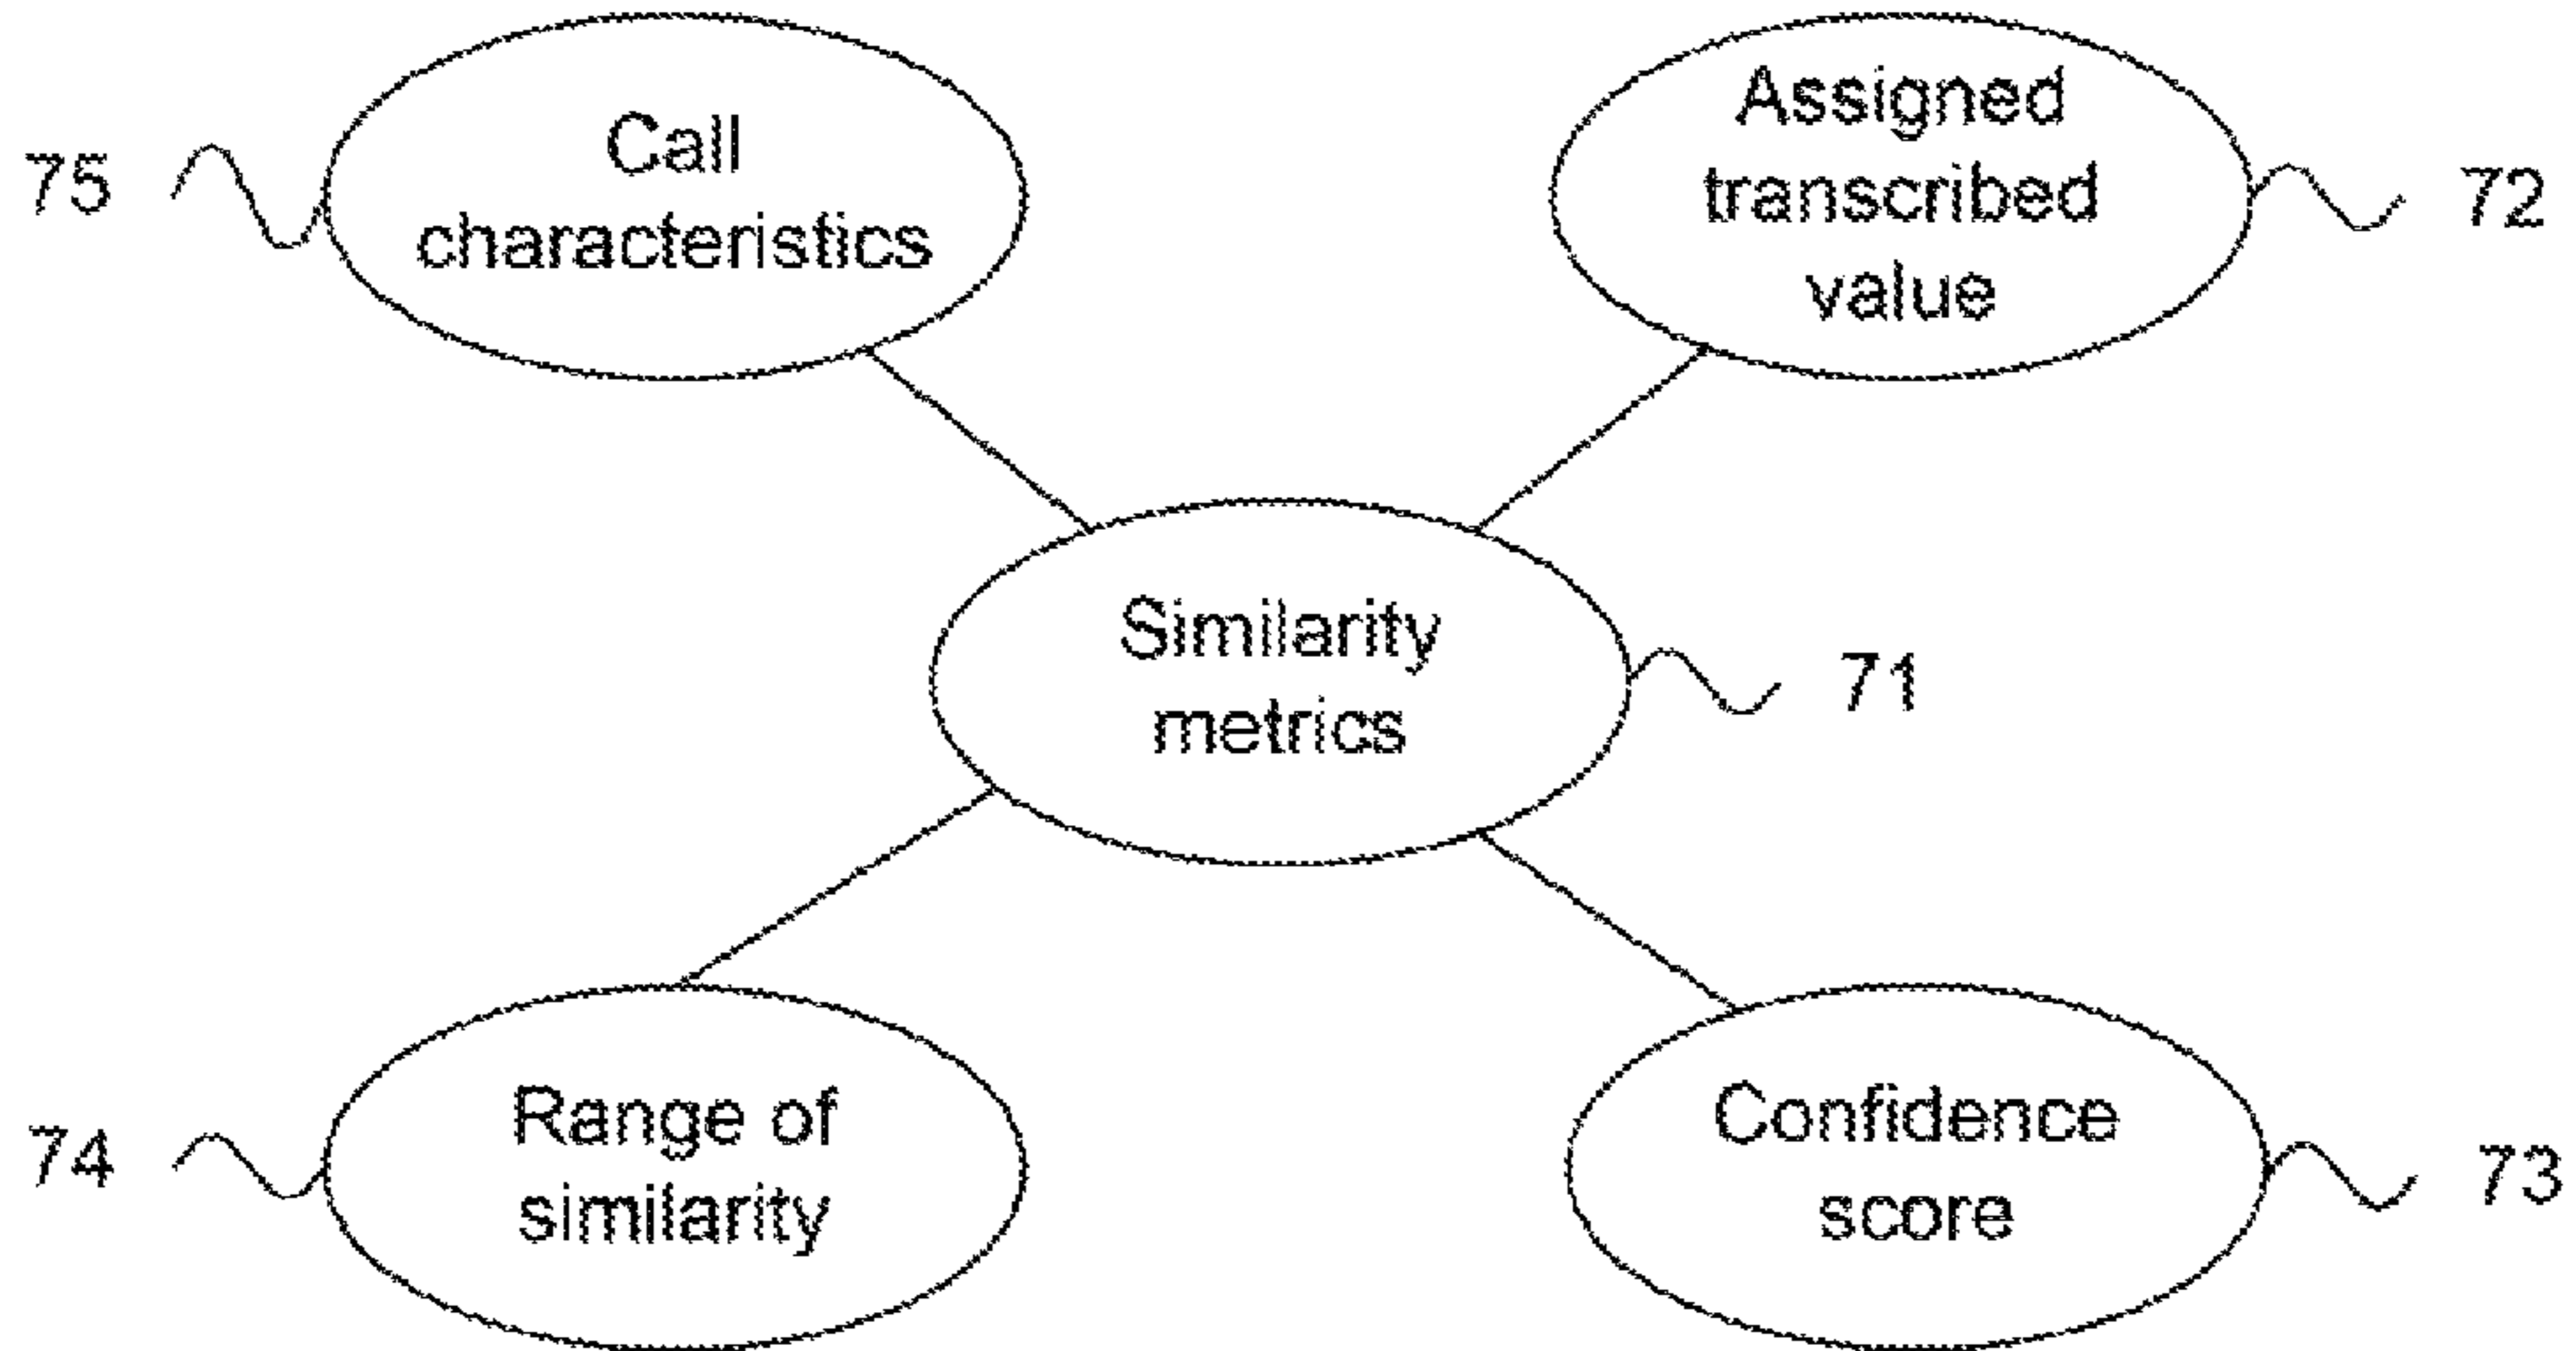 75
Call
characteristics
Assigned
transcribed
value
72
Similarity
metrics
71
74
Range of
similarity
Confidence
score
73